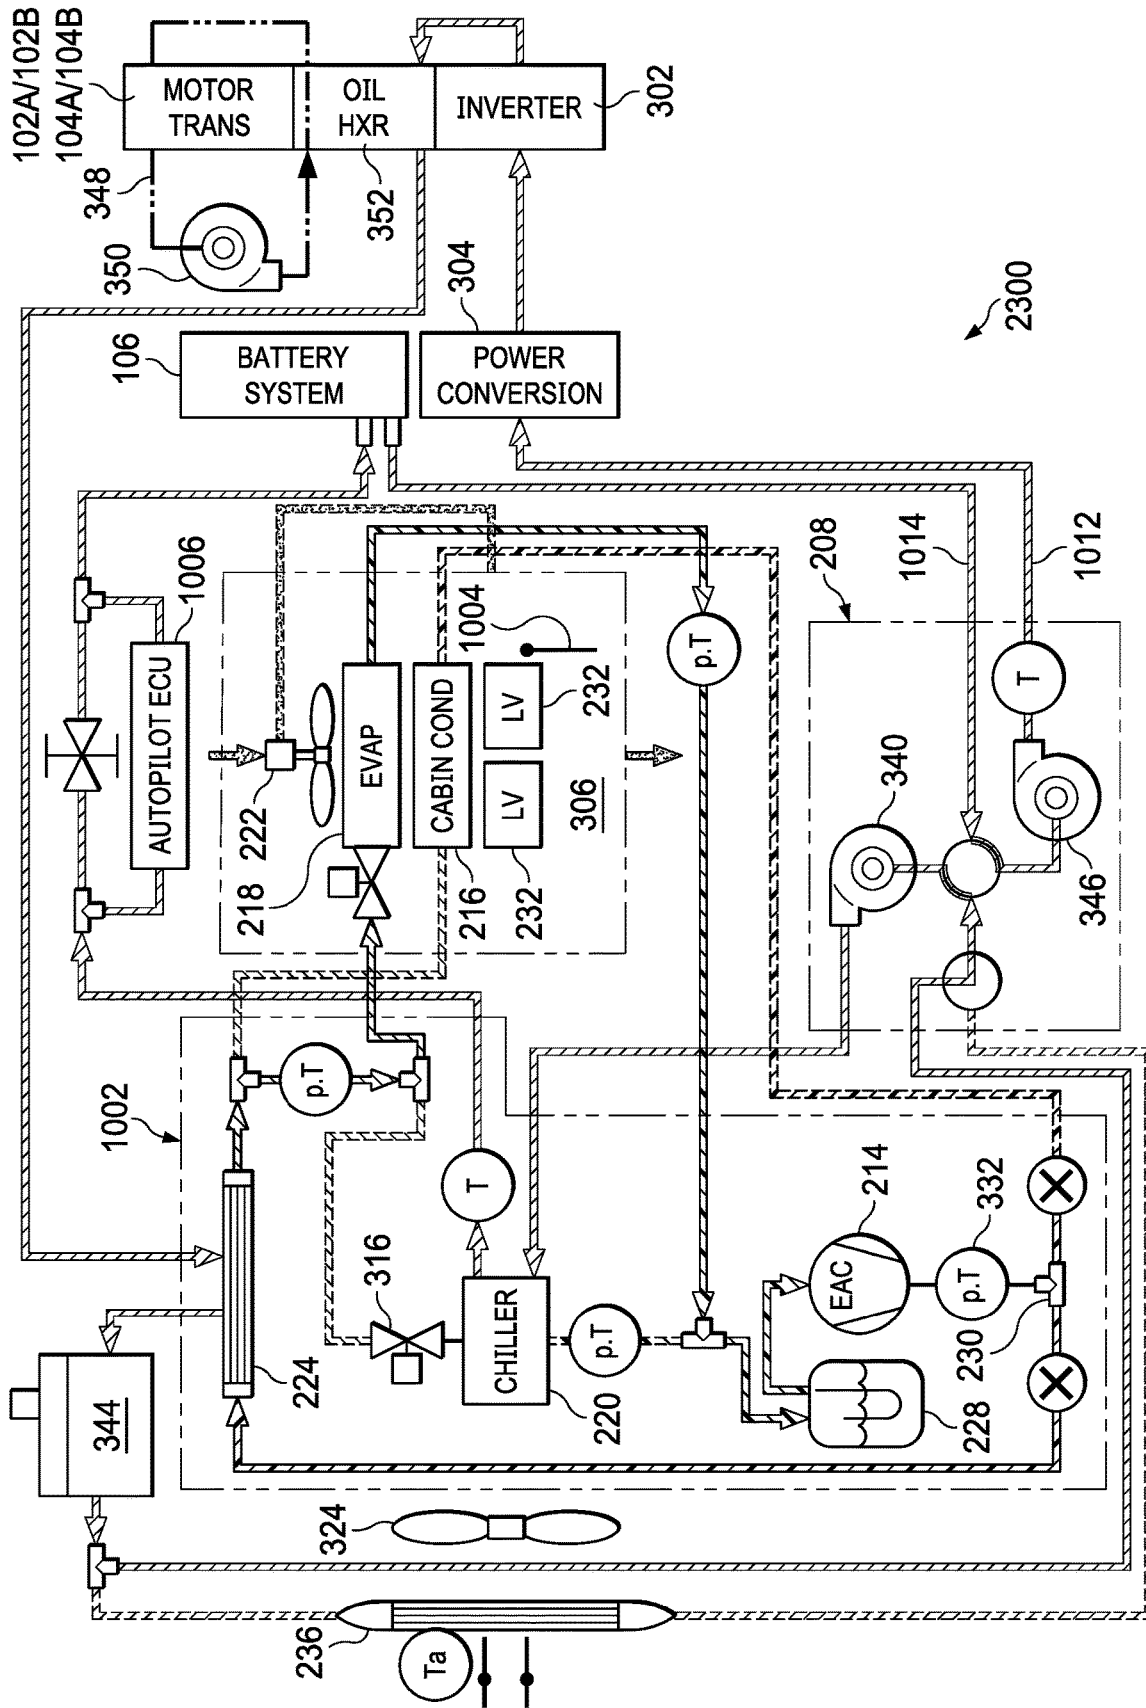 102A/102B
104A/104B
MOTOR
TRANS
OIL
HXR
INVERTER
302
348
350
352
304
106
BATTERY
SYSTEM
POWER
CONVERSION
2300
1006
AUTOPILOT ECU
222
218
EVAP
CABIN COND
216
LV
LV
232
232
1004
306
p.T
208
1014
1012
T
340
346
1002
p.T
T
316
CHILLER
220
p.T
214
EAC
332
p.T
230
228
224
344
324
236
Ta